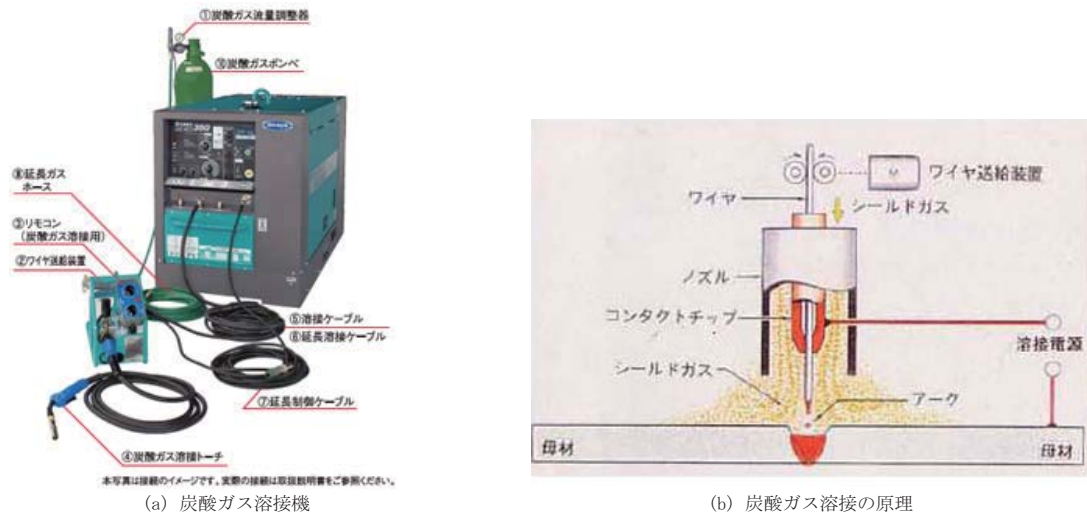 ①炭酸ガス流量調整器
⑩炭酸ガスボンベ
350
⑧延長ガス
ホース
③リモコン
(炭酸ガス溶接用)
②ワイヤ送給装置
⑤溶接ケーブル
⑥延長溶接ケーブル
⑦延長制御ケーブル
④炭酸ガス溶接トーチ
本写真は接続のイメージです。実際の接続は取扱説明書をご参照ください。
(a) 炭酸ガス溶接機
ワイヤ送給装置
M
ワイヤ
シールドガス
ノズル
コンタクトチップ
溶接電源
シールドガス
アーク
母材
母材
(b) 炭酸ガス溶接の原理